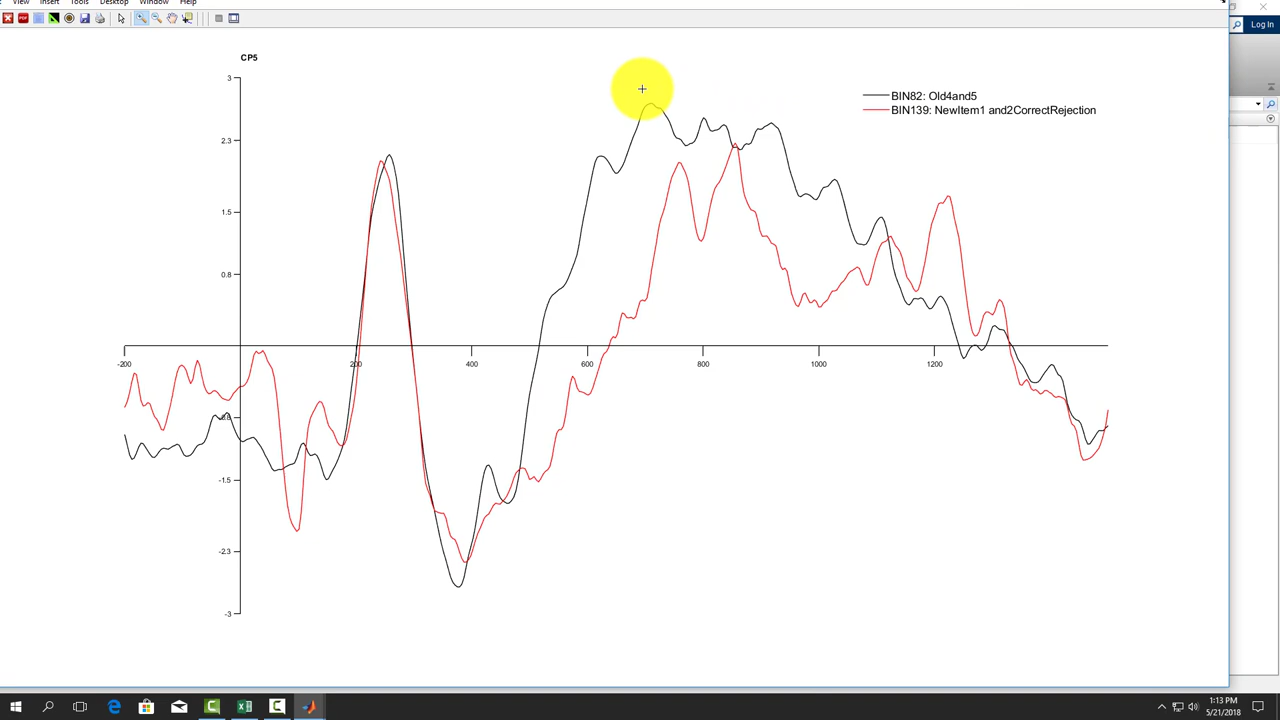 View Insert Tools Desktop Window Help
Log In
CP5
BIN82: Old4and5
BIN139: NewItem1 and2CorrectRejection
3
2.3
1.5
0.8
-200 200 400 600 800 1000 1200
-1.5
-2.3
-3
1:13 PM
5/21/2018